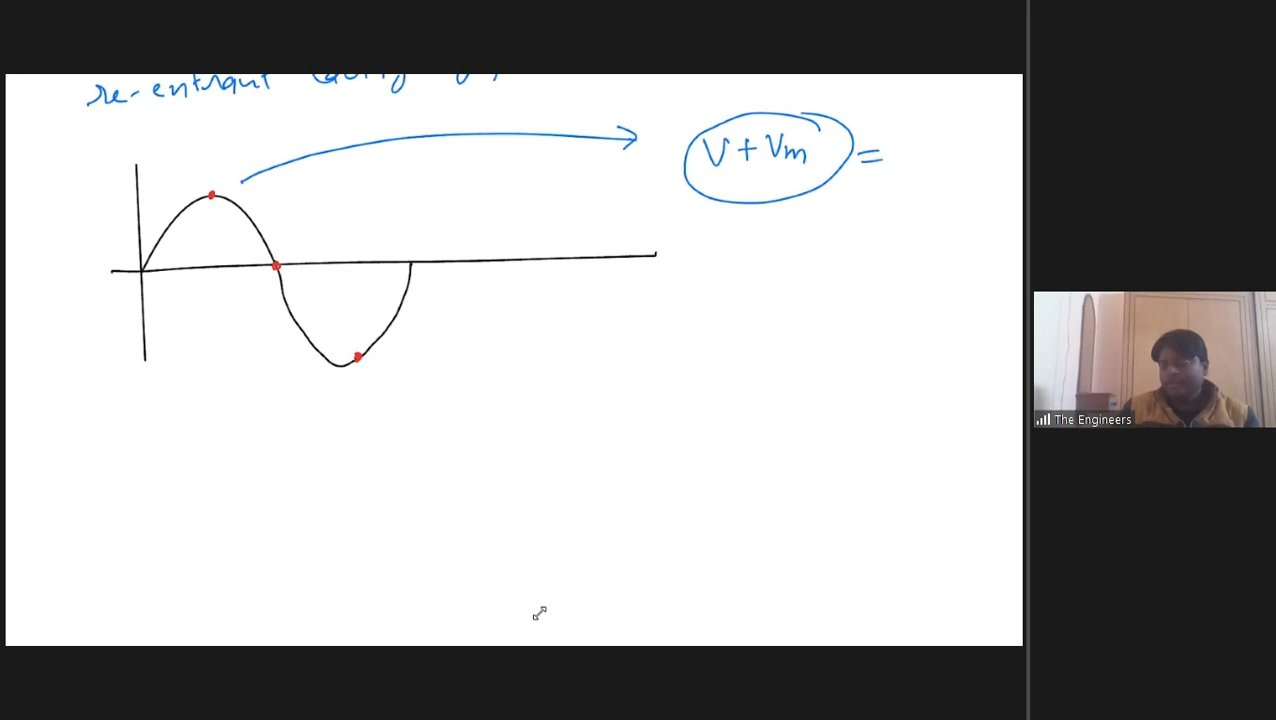 re-entrant
V + Vm =
The Engineers